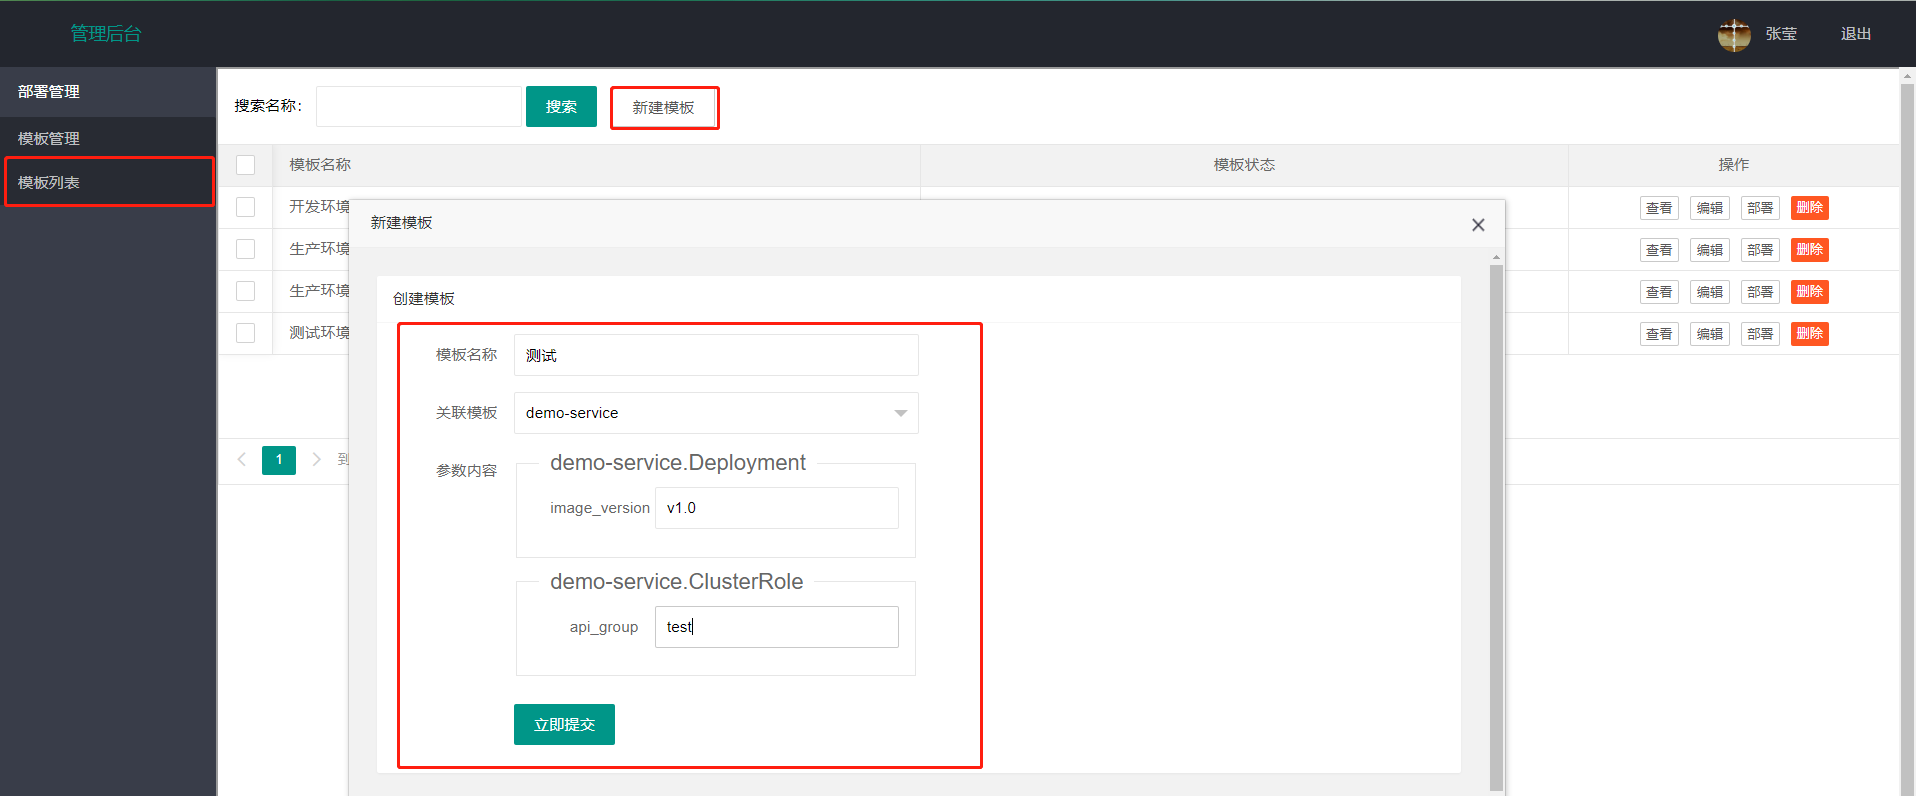 管理后台
张莹
退出
部署管理
模板管理
模板列表
搜索名称：
搜索
新建模板
模板名称
模板状态
操作
开发环境
查看 编辑 部署 删除
生产环境
查看 编辑 部署 删除
生产环境
查看 编辑 部署 删除
测试环境
查看 编辑 部署 删除
1
到
新建模板
创建模板
模板名称
测试
关联模板
demo-service
参数内容
demo-service.Deployment
image_version
v1.0
demo-service.ClusterRole
api_group
test
立即提交